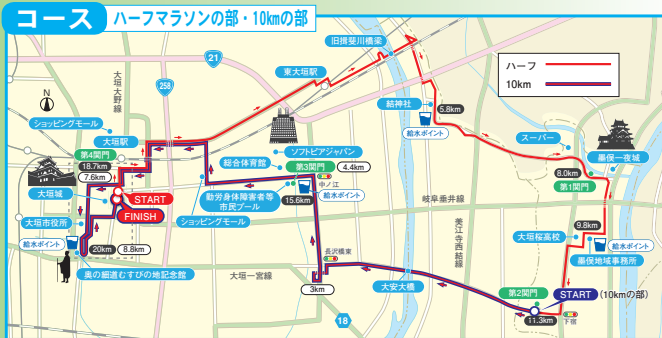 コース ハーフマラソンの部・10kmの部
旧揖斐川橋梁
21
大垣大野線
258
東大垣駅
ハーフ
10km
N
結神社
5.8km
給水ポイント
ショッピングモール
大垣駅
第4関門
18.7km
7.6km
ソフトピアジャパン
総合体育館
第3関門
4.4km
中ノ江
スーパー
墨俣一夜城
8.0km
第1関門
大垣城
START
FINISH
勤労身体障害者等
市民プール
15.6km
給水ポイント
岐阜垂井線
美江寺西結線
大垣市役所
ショッピングモール
給水ポイント
20km
8.8km
奥の細道むすびの地記念館
大垣一宮線
長沢橋東
3km
大安大橋
18
9.8km
大垣桜高校
給水ポイント
墨俣地域事務所
第2関門
START (10kmの部)
11.3km
下宿